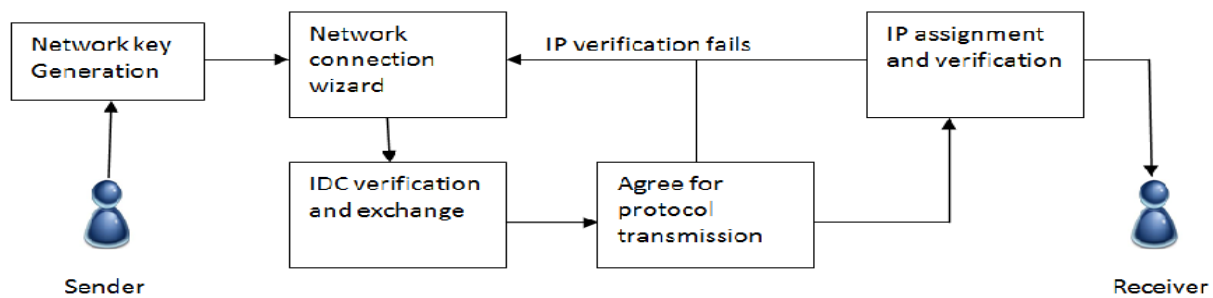 Network key
Generation
Network
connection
wizard
IP verification fails
IP assignment
and verification
IDC verification
and exchange
Agree for
protocol
transmission
Sender
Receiver